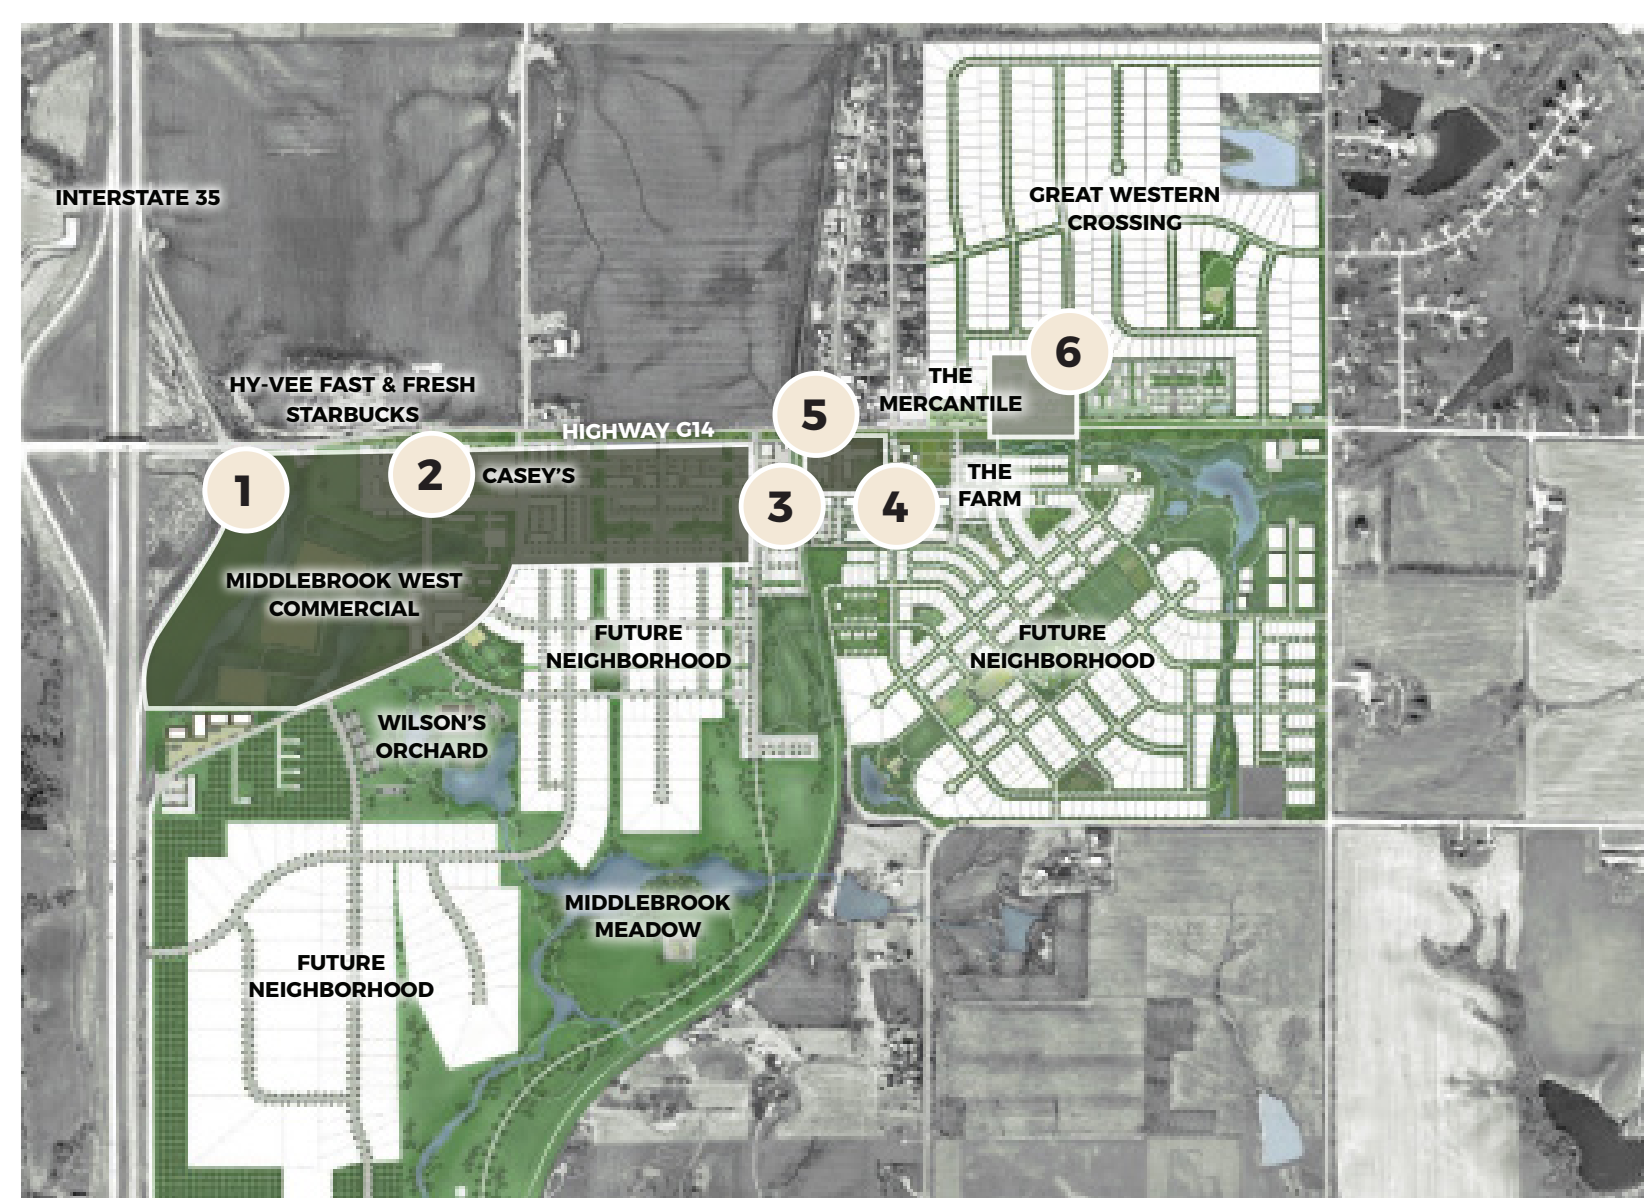 INTERSTATE 35
GREAT WESTERN
CROSSING
6
HY-VEE FAST & FRESH
STARBUCKS
THE
MERCANTILE
5
HIGHWAY G14
1
2
CASEY'S
3
4
THE
FARM
MIDDLEBROOK WEST
COMMERCIAL
FUTURE
NEIGHBORHOOD
FUTURE
NEIGHBORHOOD
WILSON'S
ORCHARD
MIDDLEBROOK
MEADOW
FUTURE
NEIGHBORHOOD